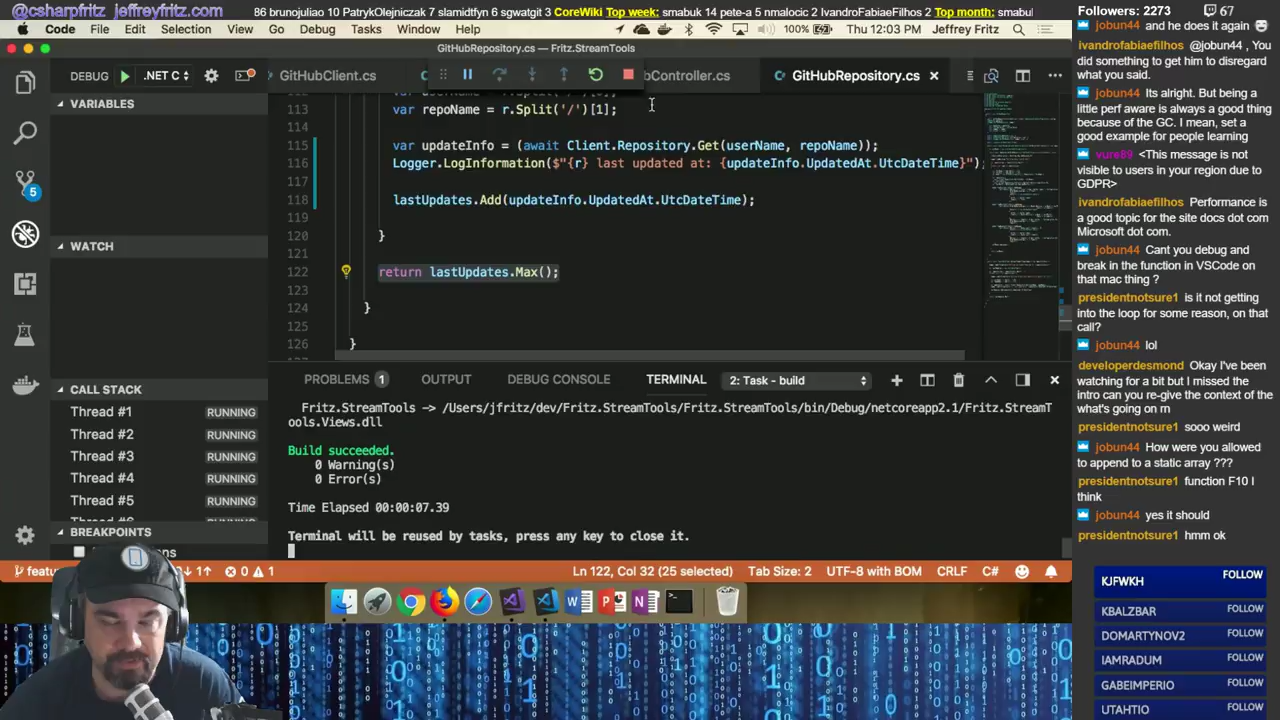 @csharpfritz jeffreyfritz.com
86 brunojuliao 10 PatrykOlejniczak 7 slamidtfyn 6 sgwatgit 3 CoreWiki Top week: smabuk 14 pete-a 5 nmalocic 2 IvandroFabiaeFilhos 2 Top month:
Followers: 2273 67
Code File Edit Selection View Go Debug Tasks Window Help 100% Thu 12:03 PM Jeffrey Fritz
GitHubRepository.cs — Fritz.StreamTools
DEBUG .NET C GitHubClient.cs bController.cs GitHubRepository.cs
VARIABLES
WATCH
5
CALL STACK
Thread #1 RUNNING
Thread #2 RUNNING
Thread #3 RUNNING
Thread #4 RUNNING
Thread #5 RUNNING
BREAKPOINTS
113 var repoName = r.Split('/')[1];
114
115 var updateInfo = (await Client.Repository.Get(userName, repoName));
116 Logger.LogInformation($"{r} last updated at: {updateInfo.UpdatedAt.UtcDateTime}");
117
118 lastUpdates.Add(updateInfo.UpdatedAt.UtcDateTime);
119
120 }
121
122 return lastUpdates.Max();
123
124 }
125
126 }
PROBLEMS 1 OUTPUT DEBUG CONSOLE TERMINAL 2: Task - build
Fritz.StreamTools -> /Users/jfritz/dev/Fritz.StreamTools/Fritz.StreamTools/bin/Debug/netcoreapp2.1/Fritz.StreamT
ools.Views.dll
Build succeeded.
0 Warning(s)
0 Error(s)
Time Elapsed 00:00:07.39
Terminal will be reused by tasks, press any key to close it.
0 1 Ln 122, Col 32 (25 selected) Tab Size: 2 UTF-8 with BOM CRLF C#
jobun44 and he does it again
ivandrofabiaefilhos @jobun44 , You
did something to get him to disregard
what you said.
jobun44 Its alright. But being a
little perf aware is always a good thing
because of the GC. I mean, set a
good example for people learning
vure89 <This message is not
visible to users in your region due to
GDPR>
ivandrofabiaefilhos Performance is
a good topic for the site docs dot com
Microsoft dot com.
jobun44 Cant you debug and
break in the function in VSCode on
that mac thing ?
presidentnotsure1 is it not getting
into the loop for some reason, on that
call?
jobun44 lol
developerdesmond Okay I've been
watching for a bit but I missed the
intro can you re-give the context of the
what's going on rn
presidentnotsure1 sooo weird
jobun44 How were you allowed
to append to a static array ???
presidentnotsure1 function F10 I
think
jobun44 yes it should
presidentnotsure1 hmm ok
KJFWKH FOLLOW
KBALZBAR FOLLOW
DOMARTYNOV2 FOLLOW
IAMRADUM FOLLOW
GABEIMPERIO FOLLOW
UTAHTIO FOLLOW